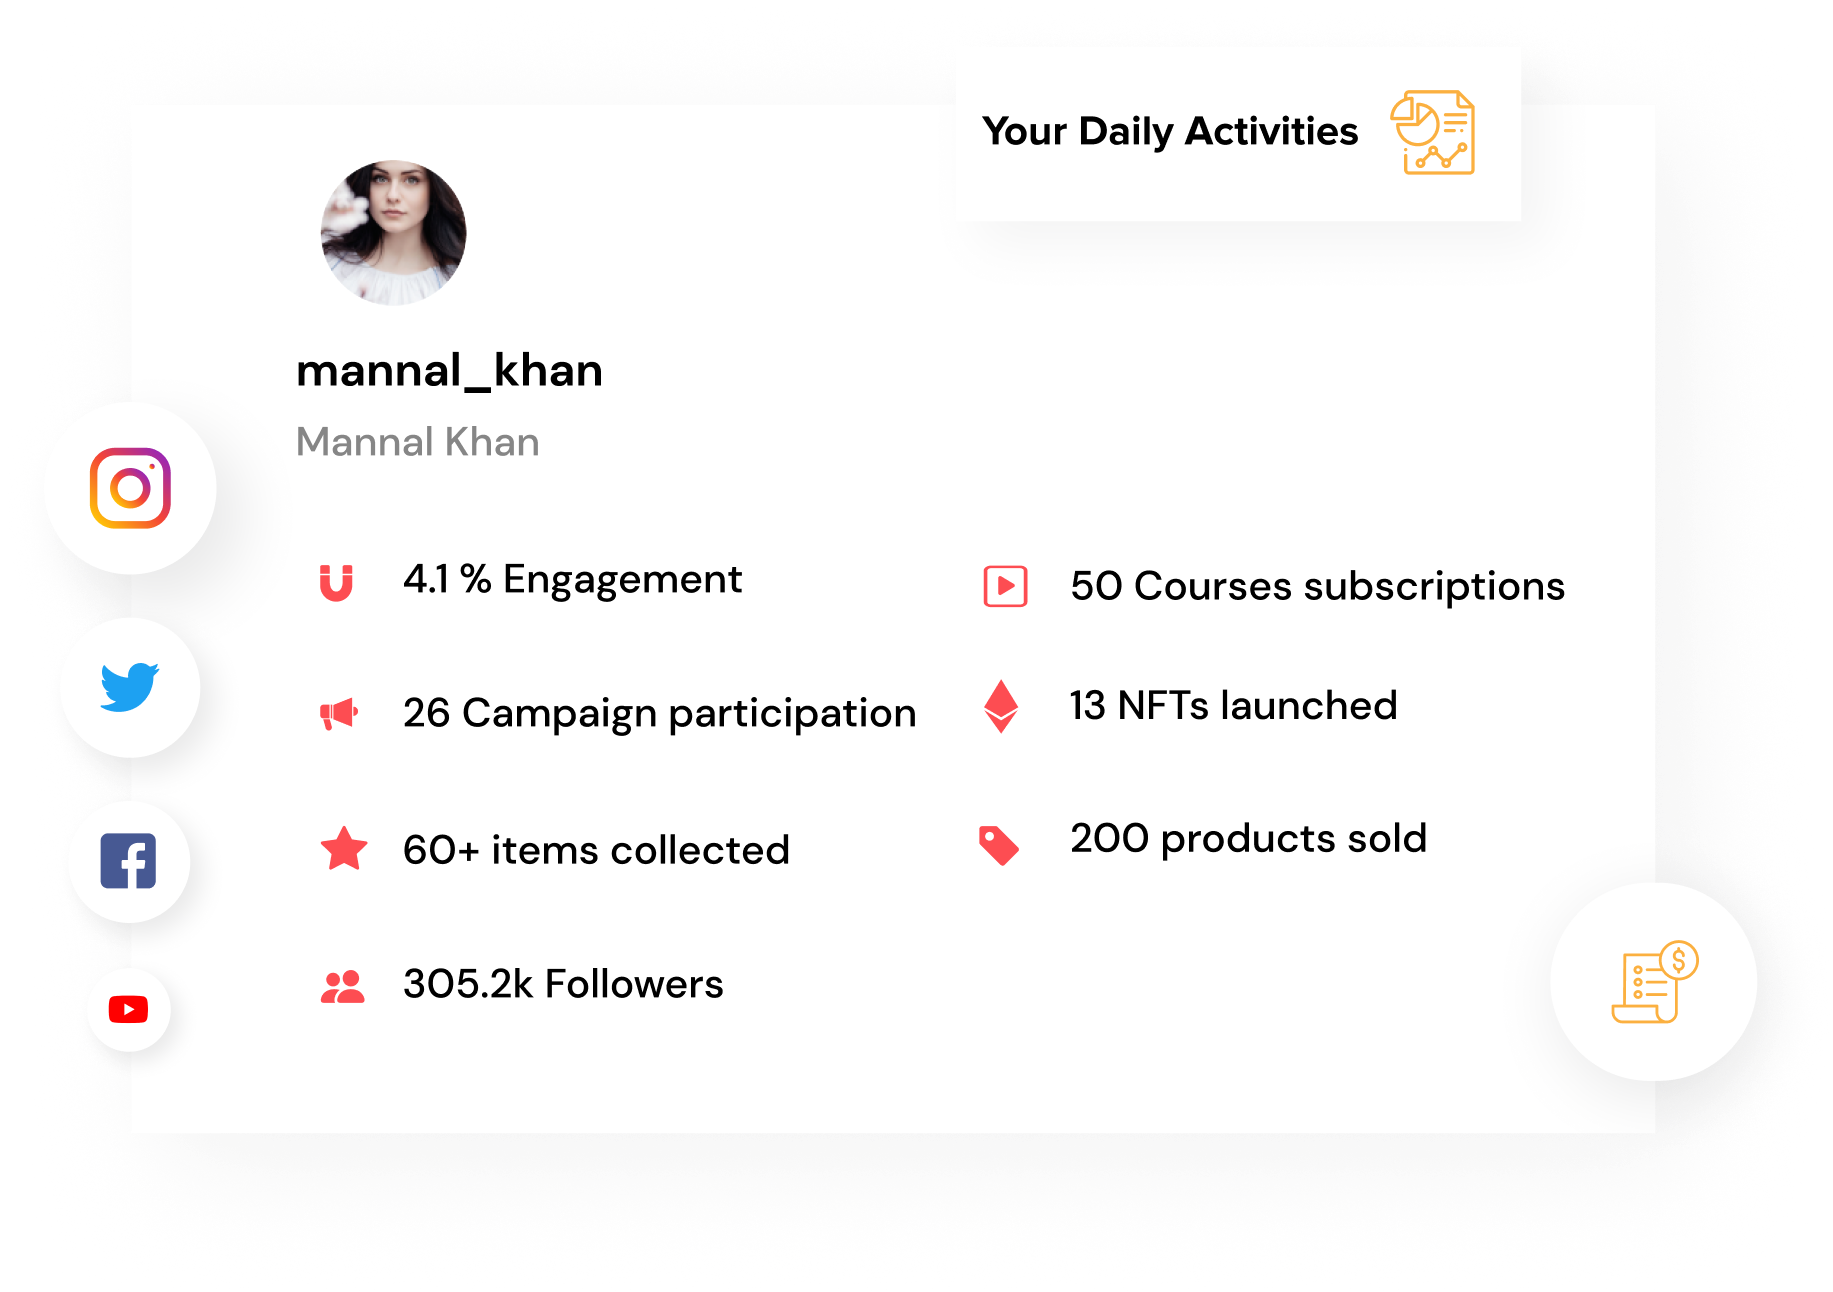 Your Daily Activities
mannal_khan
Mannal Khan
4.1 % Engagement
26 Campaign participation
60+ items collected
305.2k Followers
50 Courses subscriptions
13 NFTs launched
200 products sold
$